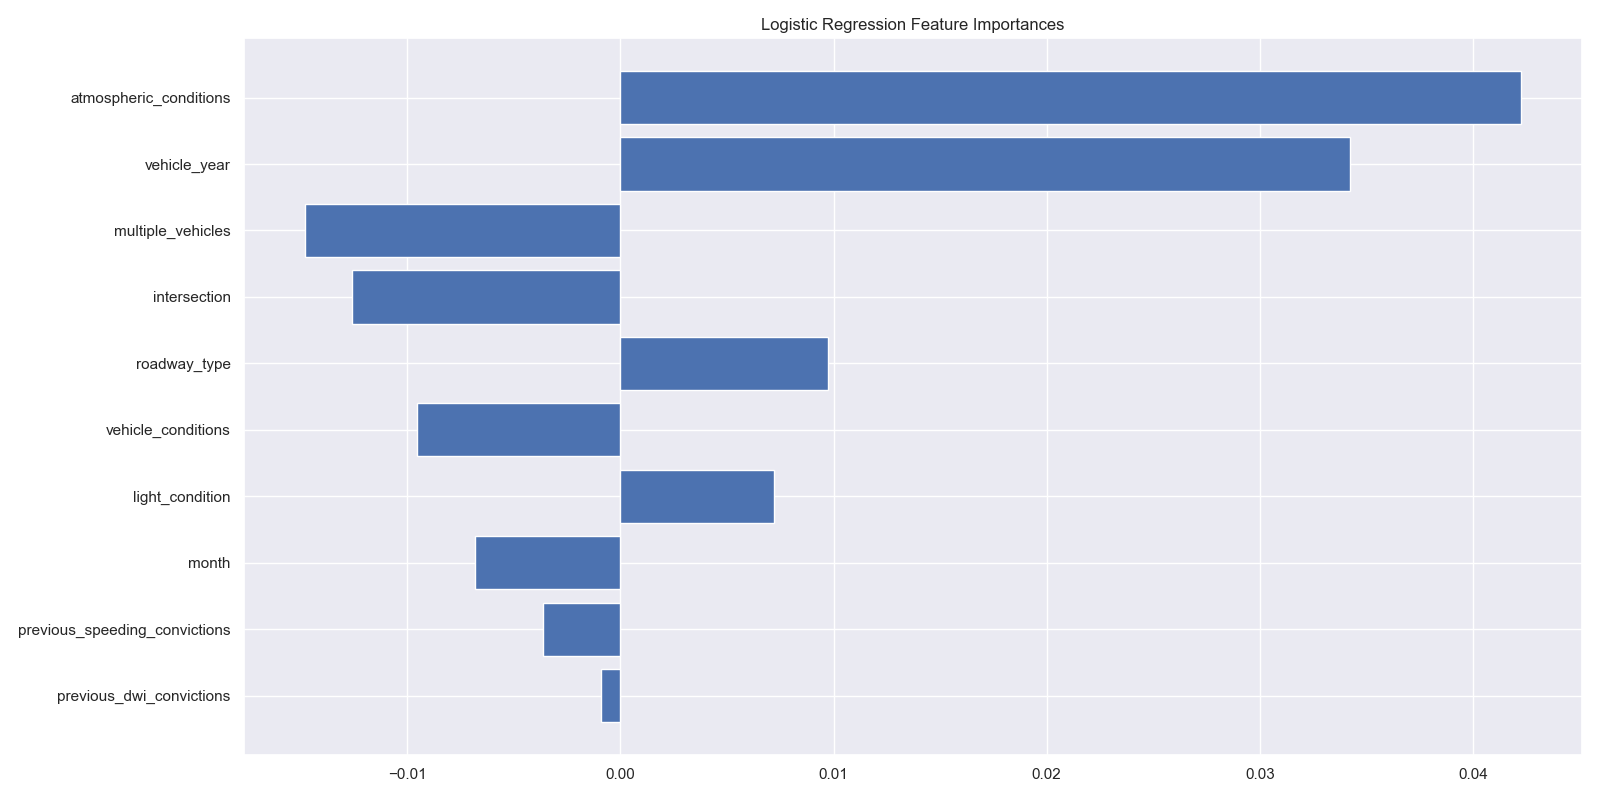 Logistic Regression Feature Importances
atmospheric_conditions
vehicle_year
multiple_vehicles
intersection
roadway_type
vehicle_conditions
light_condition
month
previous_speeding_convictions
previous_dwi_convictions
−0.01 0.00 0.01 0.02 0.03 0.04